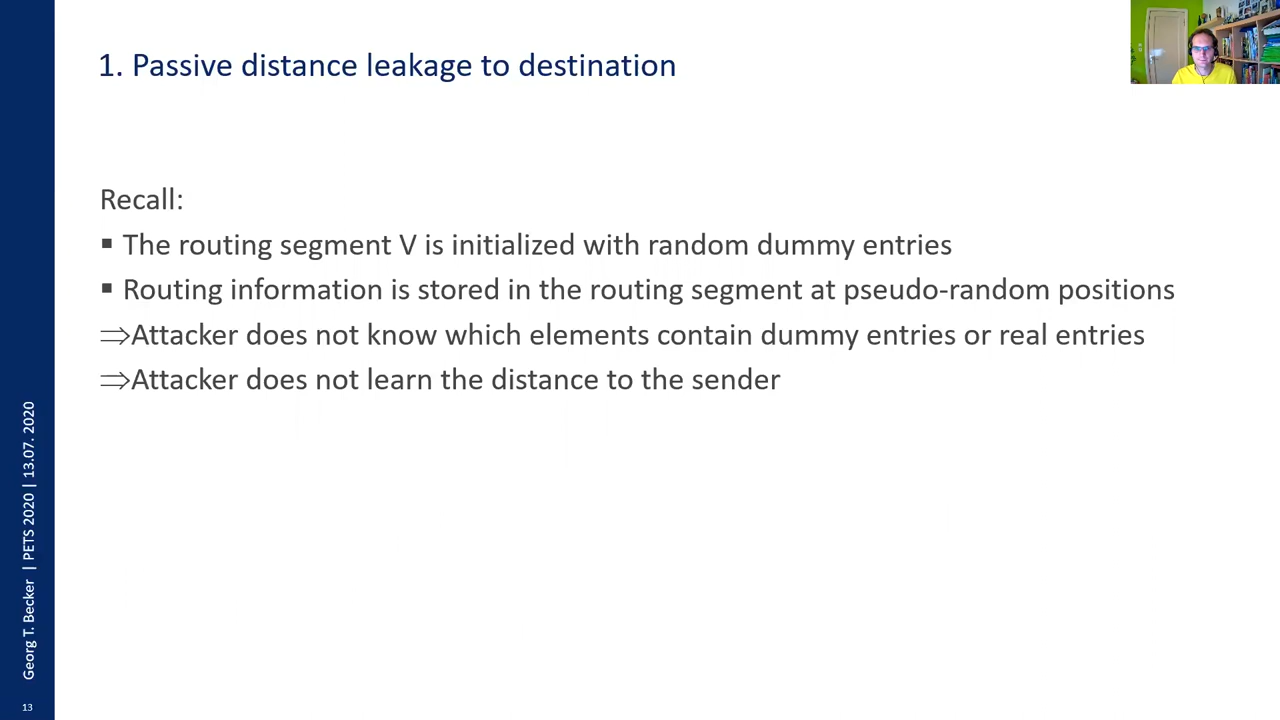 1. Passive distance leakage to destination
Recall:
▪ The routing segment V is initialized with random dummy entries
▪ Routing information is stored in the routing segment at pseudo-random positions
⇒Attacker does not know which elements contain dummy entries or real entries
⇒Attacker does not learn the distance to the sender
Georg T. Becker | PETS 2020 | 13.07. 2020
13